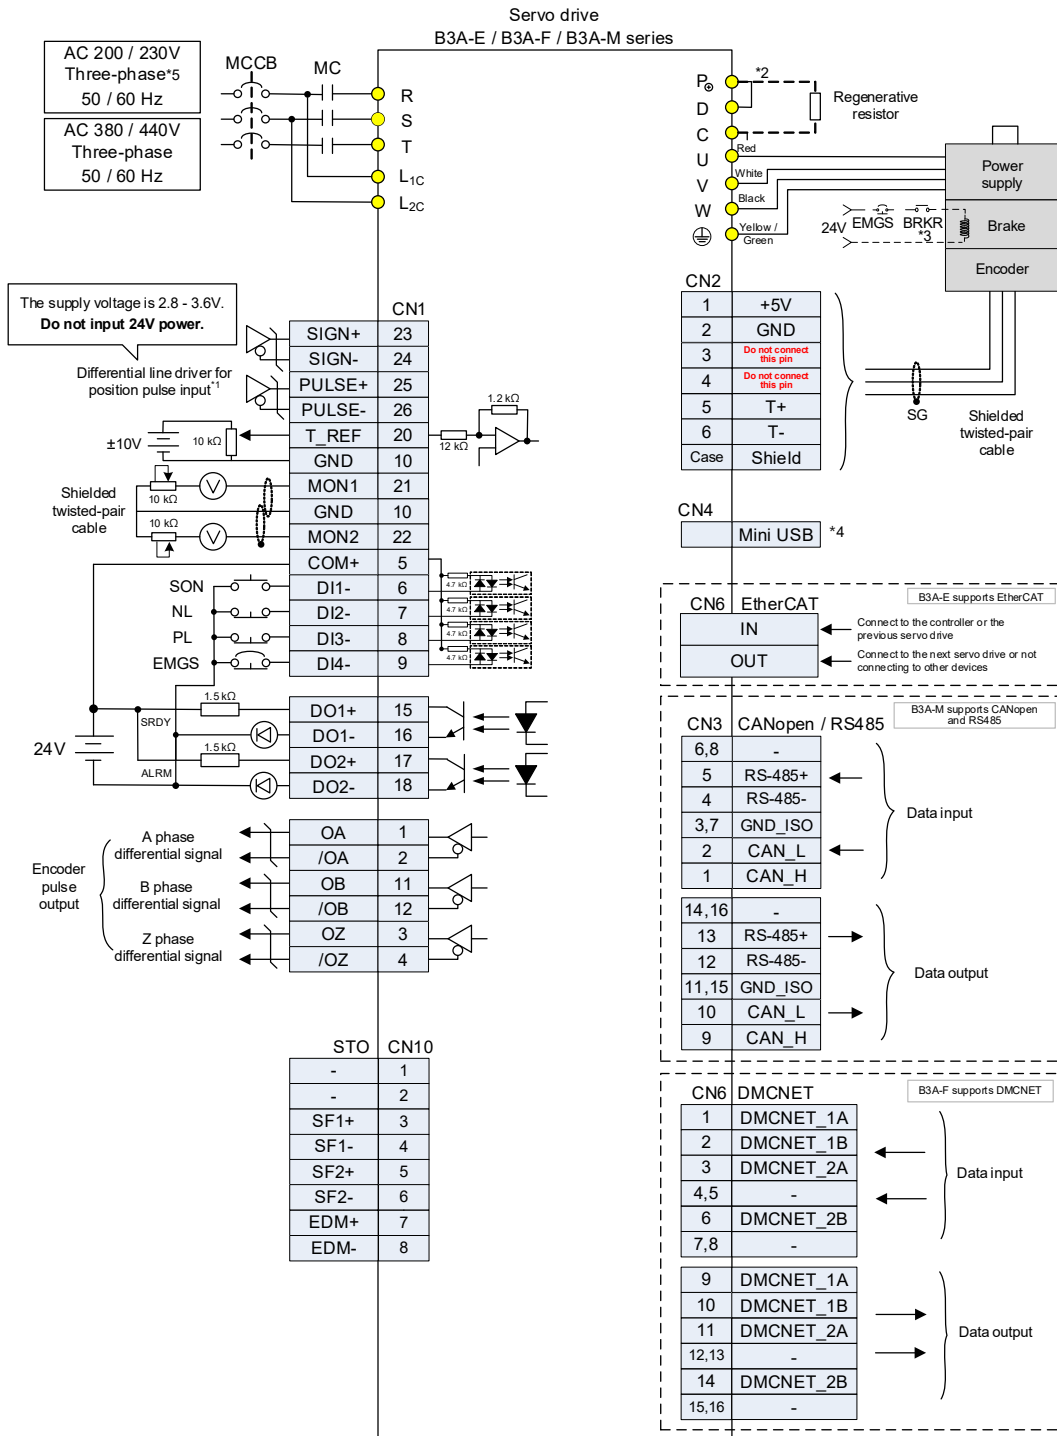 Servo drive
B3A-E / B3A-F / B3A-M series
AC 200 / 230V
Three-phase*5
50 / 60 Hz
AC 380 / 440V
Three-phase
50 / 60 Hz
MCCB
MC
R
S
T
L1C
L2C
P⊕
D
C
U
V
W
*2
Regenerative
resistor
Red
White
Black
Yellow /
Green
24V
EMGS
BRKR
*3
Power
supply
Brake
Encoder
The supply voltage is 2.8 - 3.6V.
Do not input 24V power.
Differential line driver for
position pulse input*1
CN1
SIGN+ 23
SIGN- 24
PULSE+ 25
PULSE- 26
T_REF 20
GND 10
MON1 21
GND 10
MON2 22
COM+ 5
DI1- 6
DI2- 7
DI3- 8
DI4- 9
±10V
10 kΩ
12 kΩ
1.2 kΩ
10 kΩ
V
10 kΩ
V
Shielded
twisted-pair
cable
SON
NL
PL
EMGS
4.7 kΩ
4.7 kΩ
4.7 kΩ
4.7 kΩ
DO1+ 15
DO1- 16
DO2+ 17
DO2- 18
1.5 kΩ
SRDY
1.5 kΩ
ALRM
24V
OA 1
/OA 2
OB 11
/OB 12
OZ 3
/OZ 4
Encoder
pulse
output
A phase
differential signal
B phase
differential signal
Z phase
differential signal
STO CN10
- 1
- 2
SF1+ 3
SF1- 4
SF2+ 5
SF2- 6
EDM+ 7
EDM- 8
CN2
1 +5V
2 GND
3 Do not connect
this pin
4 Do not connect
this pin
5 T+
6 T-
Case Shield
SG
Shielded
twisted-pair
cable
CN4
Mini USB
*4
CN6 EtherCAT
B3A-E supports EtherCAT
IN
OUT
Connect to the controller or the
previous servo drive
Connect to the next servo drive or not
connecting to other devices
CN3 CANopen / RS485
B3A-M supports CANopen
and RS485
6,8 -
5 RS-485+
4 RS-485-
3,7 GND_ISO
2 CAN_L
1 CAN_H
Data input
14,16 -
13 RS-485+
12 RS-485-
11,15 GND_ISO
10 CAN_L
9 CAN_H
Data output
CN6 DMCNET
B3A-F supports DMCNET
1 DMCNET_1A
2 DMCNET_1B
3 DMCNET_2A
4,5 -
6 DMCNET_2B
7,8 -
Data input
9 DMCNET_1A
10 DMCNET_1B
11 DMCNET_2A
12,13 -
14 DMCNET_2B
15,16 -
Data output